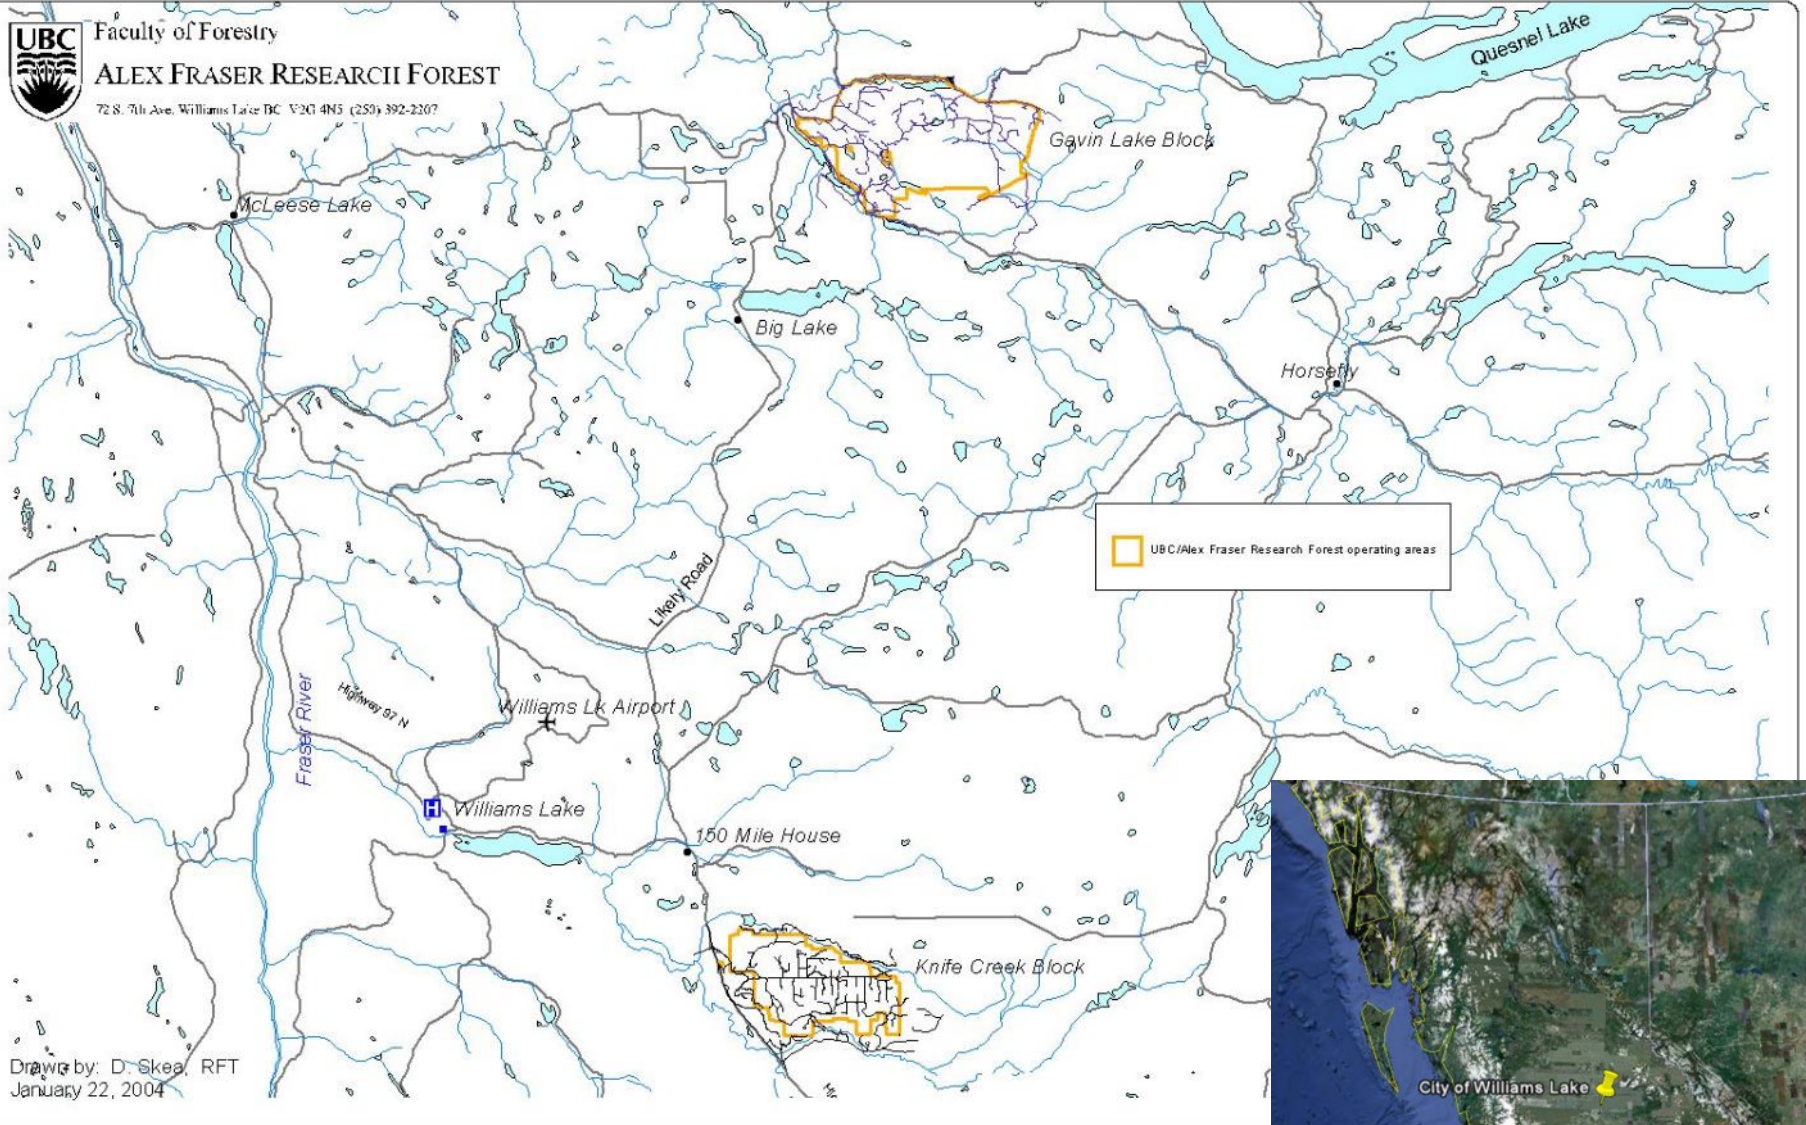 UBC
Faculty of Forestry
ALEX FRASER RESEARCH FOREST
72 S. 7th Ave. Williams Lake BC V2G 4N5 (250) 392-2207
Quesnel Lake
Gavin Lake Block
McLeese Lake
Big Lake
Horsefly
UBC/Alex Fraser Research Forest operating areas
Likely Road
Fraser River
Highway 97 N
Williams Lk Airport
H
Williams Lake
150 Mile House
Knife Creek Block
Drawn by: D. Skea, RFT
January 22, 2004
City of Williams Lake